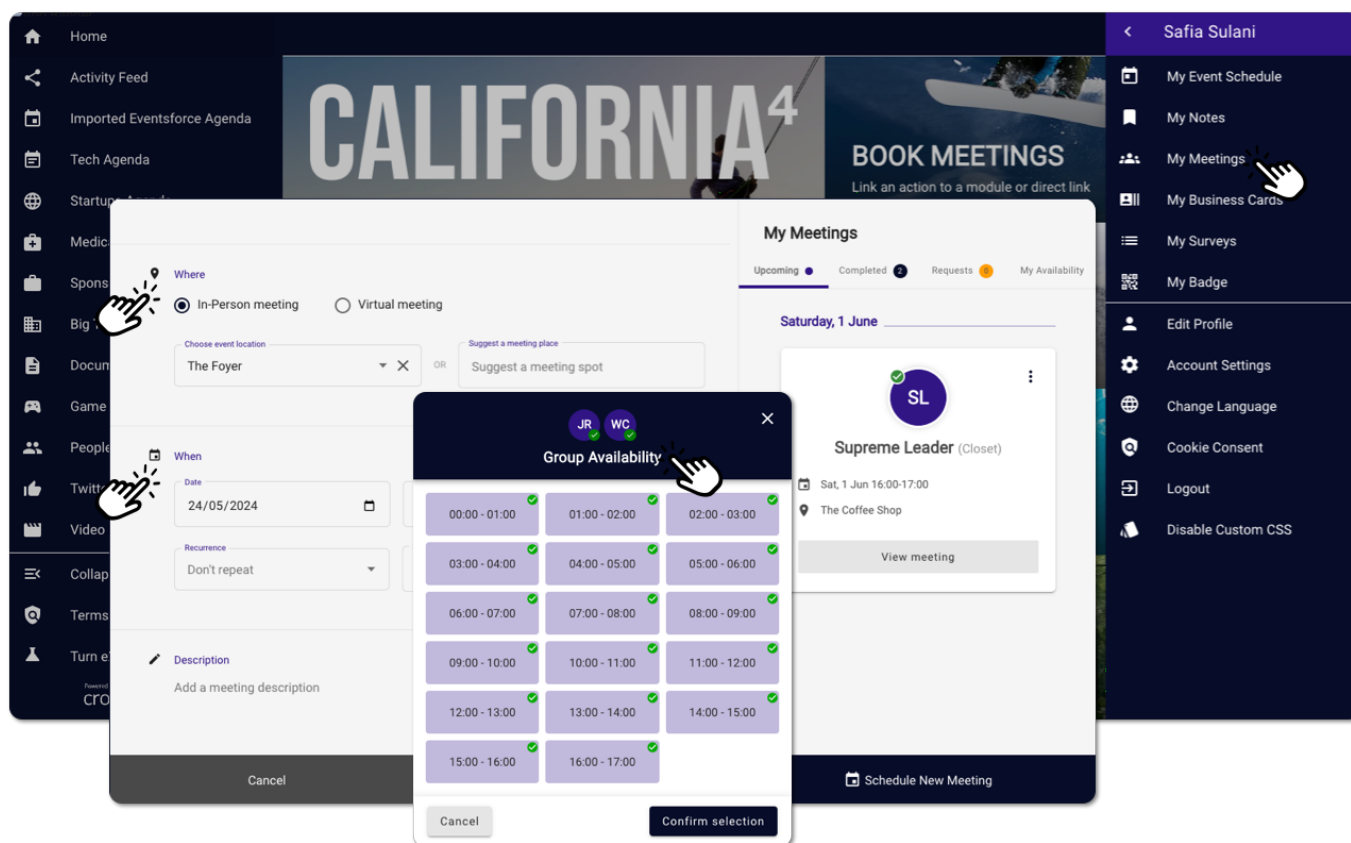 Home
Activity Feed
Imported Eventsforce Agenda
Tech Agenda
Startups Agenda
Medic
Spons
Big
Docum
Game
People
Twitt
Video
Collap
Terms
Turn e
Powered
cro
CALIFORNIA4
BOOK MEETINGS
Link an action to a module or direct link
Where
In-Person meeting
Virtual meeting
Choose event location
The Foyer
OR
Suggest a meeting place
Suggest a meeting spot
When
Date
24/05/2024
Recurrence
Don't repeat
Description
Add a meeting description
Cancel
JR WC
Group Availability
00:00 - 01:00 01:00 - 02:00 02:00 - 03:00
03:00 - 04:00 04:00 - 05:00 05:00 - 06:00
06:00 - 07:00 07:00 - 08:00 08:00 - 09:00
09:00 - 10:00 10:00 - 11:00 11:00 - 12:00
12:00 - 13:00 13:00 - 14:00 14:00 - 15:00
15:00 - 16:00 16:00 - 17:00
Cancel Confirm selection
My Meetings
Upcoming Completed 2 Requests 0 My Availability
Saturday, 1 June
SL
Supreme Leader (Closet)
Sat, 1 Jun 16:00-17:00
The Coffee Shop
View meeting
Schedule New Meeting
Safia Sulani
My Event Schedule
My Notes
My Meetings
My Business Cards
My Surveys
My Badge
Edit Profile
Account Settings
Change Language
Cookie Consent
Logout
Disable Custom CSS